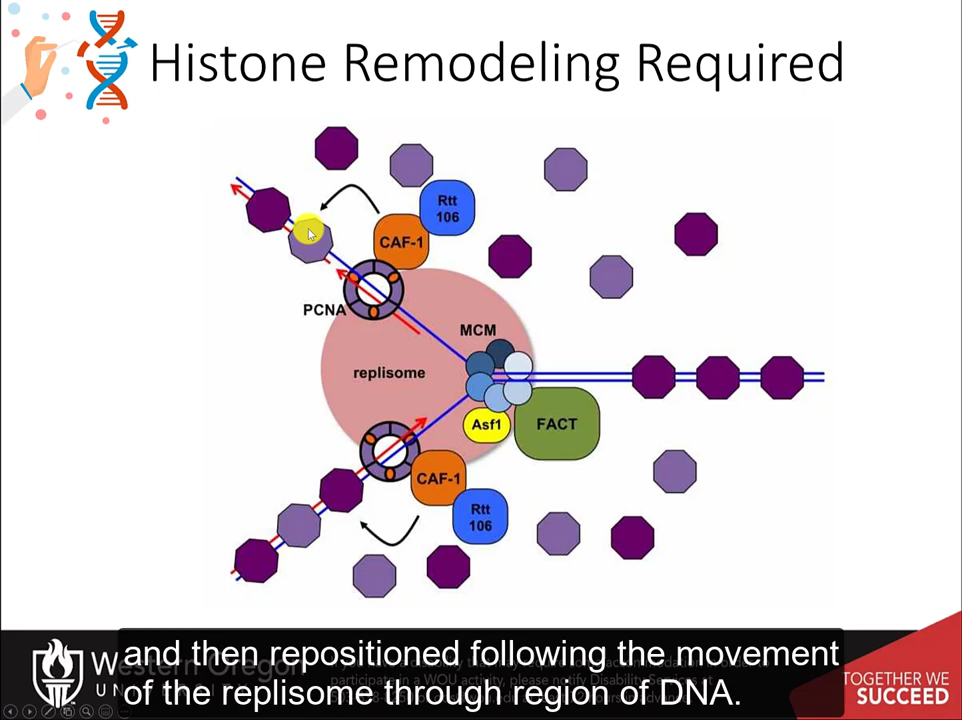 Histone Remodeling Required
Rtt
106
CAF-1
PCNA
MCM
replisome
Asf1
FACT
CAF-1
Rtt
106
and then repositioned following the movement
of the replisome through region of DNA.
TOGETHER WE
SUCCEED